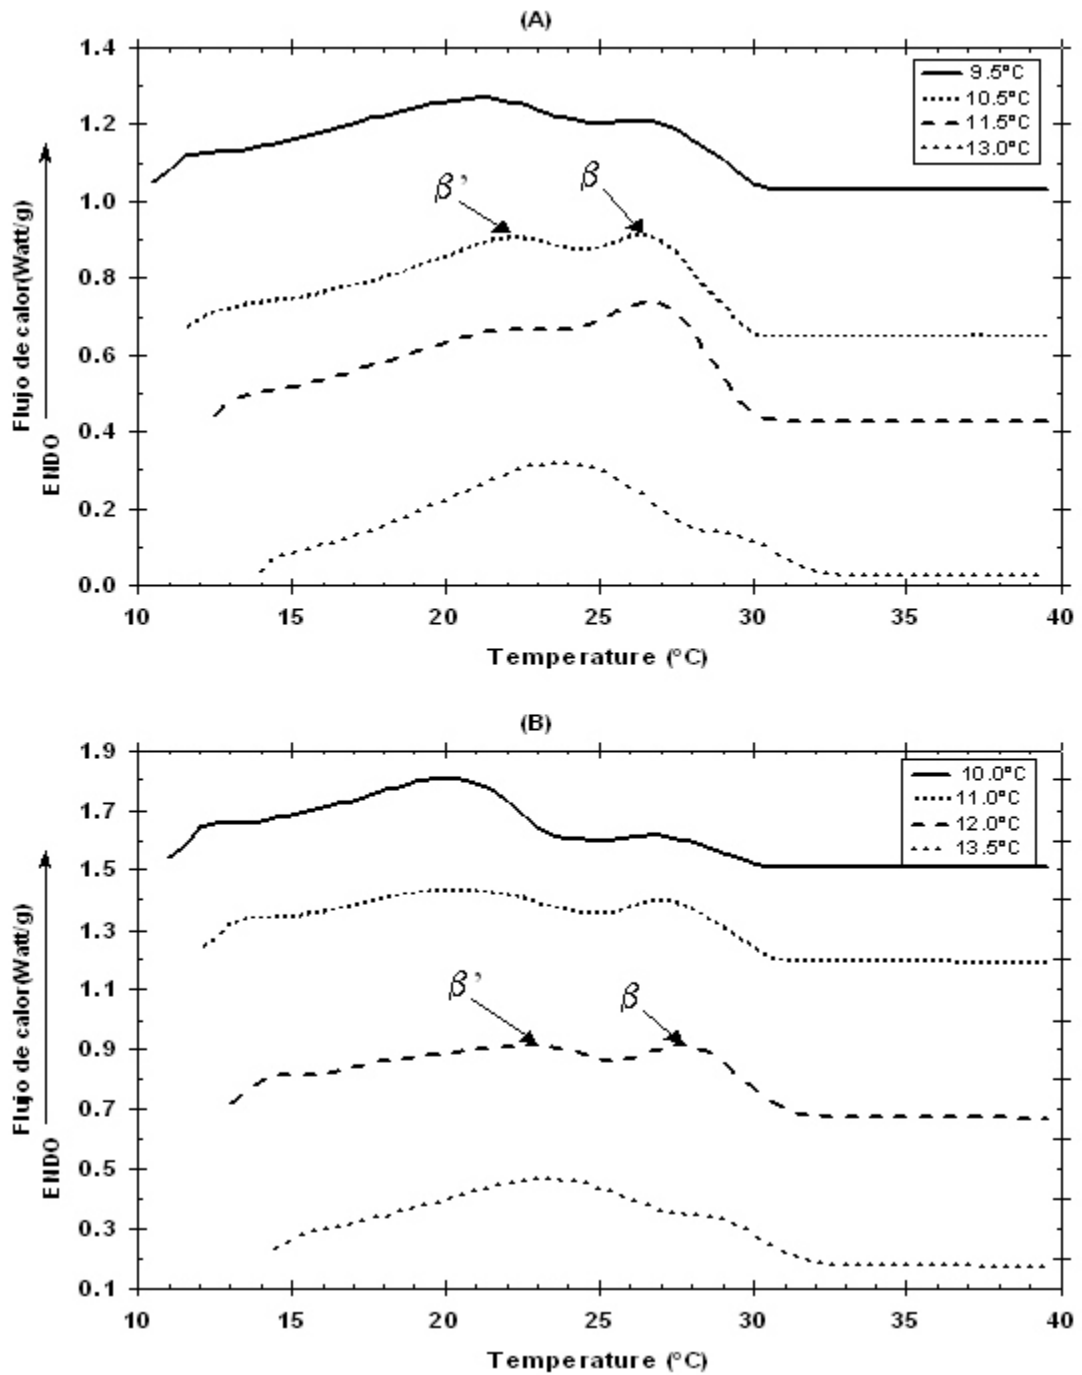 (A)
1.4
1.2
1.0
0.8
0.6
0.4
0.2
0.0
Flujo de calor(Watt/g)
ENDO
9.5°C
10.5°C
11.5°C
13.0°C
β’
β
10 15 20 25 30 35 40
Temperature (°C)
(B)
1.9
1.7
1.5
1.3
1.1
0.9
0.7
0.5
0.3
0.1
Flujo de calor(Watt/g)
ENDO
10.0°C
11.0°C
12.0°C
13.5°C
β’
β
10 15 20 25 30 35 40
Temperature (°C)